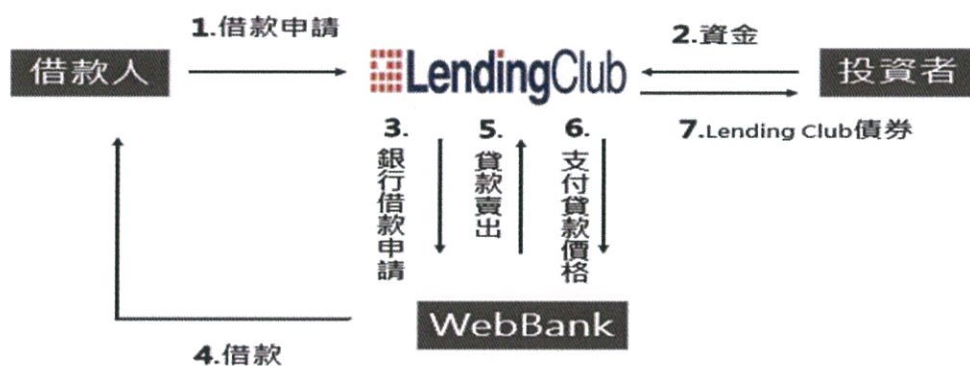 1.借款申請
2.資金
借款人
LendingClub
投資者
7.Lending Club債券
3.銀行借款申請
5.貸款賣出
6.支付貸款價格
WebBank
4.借款